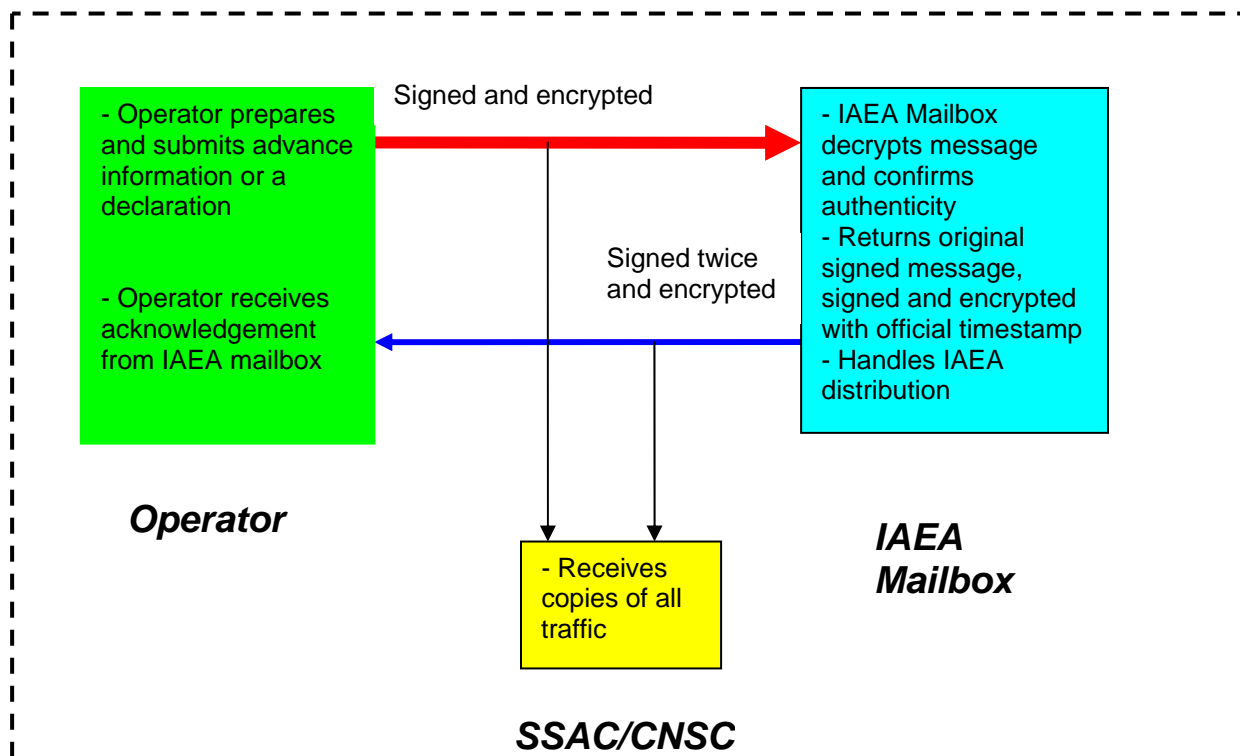 Signed and encrypted
- Operator prepares
and submits advance
information or a
declaration
- Operator receives
acknowledgement
from IAEA mailbox
Signed twice
and encrypted
- IAEA Mailbox
decrypts message
and confirms
authenticity
- Returns original
signed message,
signed and encrypted
with official timestamp
- Handles IAEA
distribution
Operator
IAEA
Mailbox
- Receives
copies of all
traffic
SSAC/CNSC